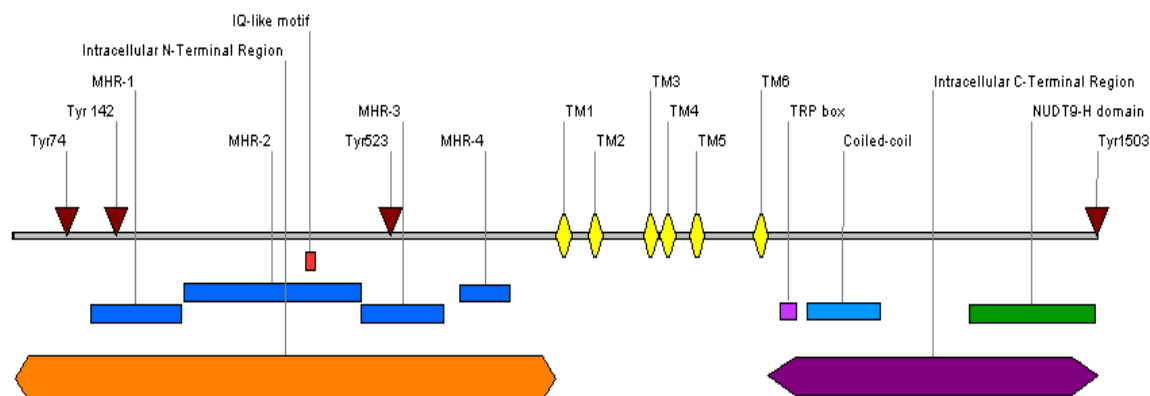 IQ-like motif
Intracellular N-Terminal Region
TM3
TM6
Intracellular C-Terminal Region
MHR-1
Tyr 142
MHR-3
TM1
TM4
TRP box
NUDT9-H domain
Tyr74
MHR-2
Tyr523
MHR-4
TM2
TM5
Coiled-coil
Tyr1503